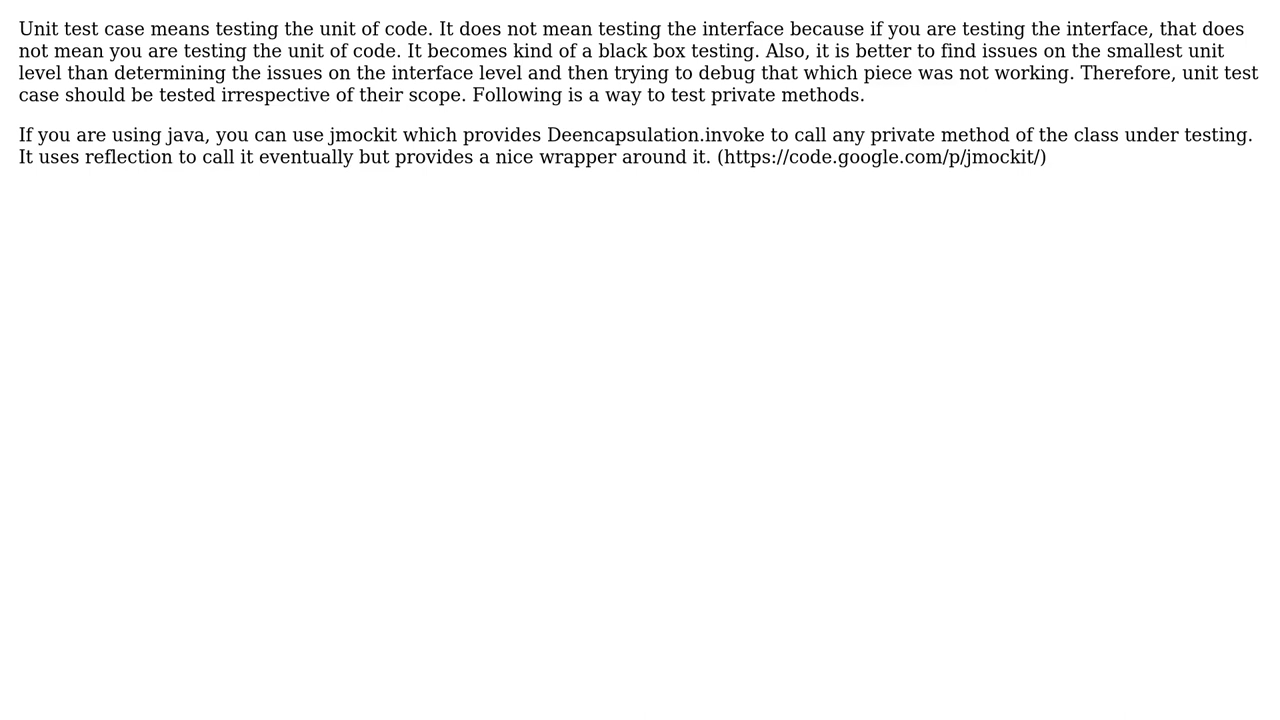 Unit test case means testing the unit of code. It does not mean testing the interface because if you are testing the interface, that does
not mean you are testing the unit of code. It becomes kind of a black box testing. Also, it is better to find issues on the smallest unit
level than determining the issues on the interface level and then trying to debug that which piece was not working. Therefore, unit test
case should be tested irrespective of their scope. Following is a way to test private methods.
If you are using java, you can use jmockit which provides Deencapsulation.invoke to call any private method of the class under testing.
It uses reflection to call it eventually but provides a nice wrapper around it. (https://code.google.com/p/jmockit/)